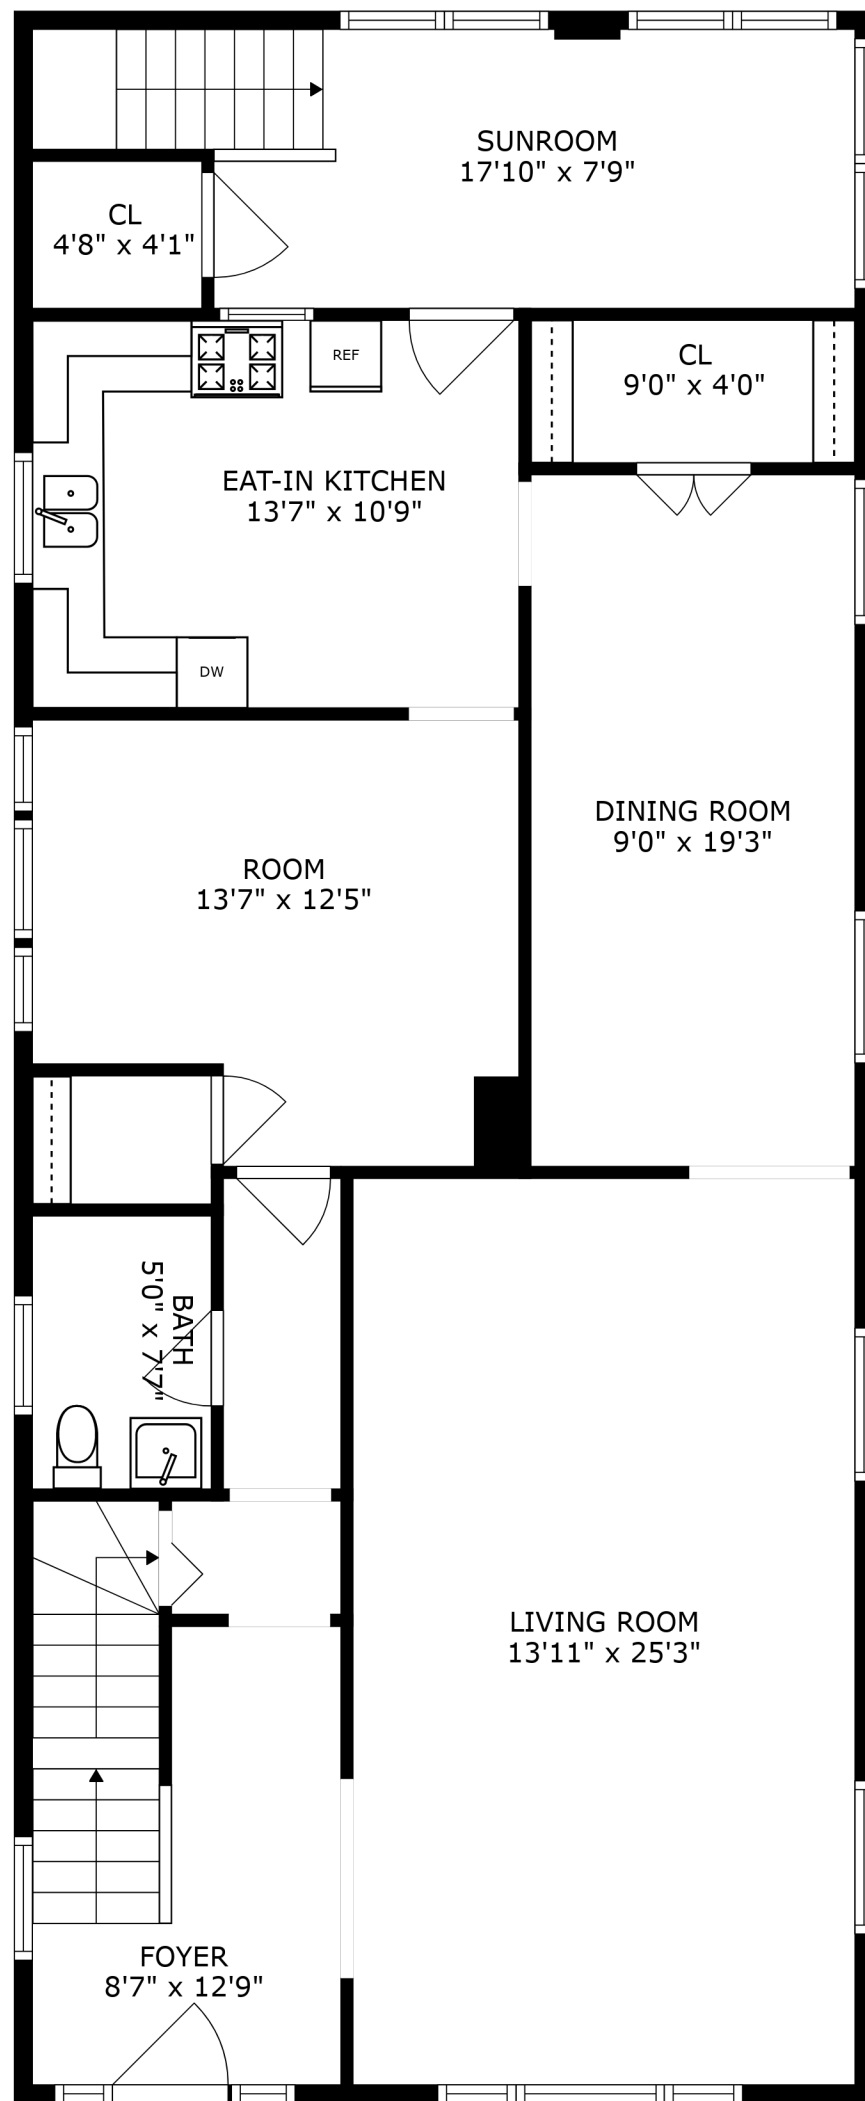 SUNROOM
17'10" x 7'9"
CL
4'8" x 4'1"
REF
CL
9'0" x 4'0"
EAT-IN KITCHEN
13'7" x 10'9"
DW
DINING ROOM
9'0" x 19'3"
ROOM
13'7" x 12'5"
BATH
5'0" x 7'7"
LIVING ROOM
13'11" x 25'3"
FOYER
8'7" x 12'9"